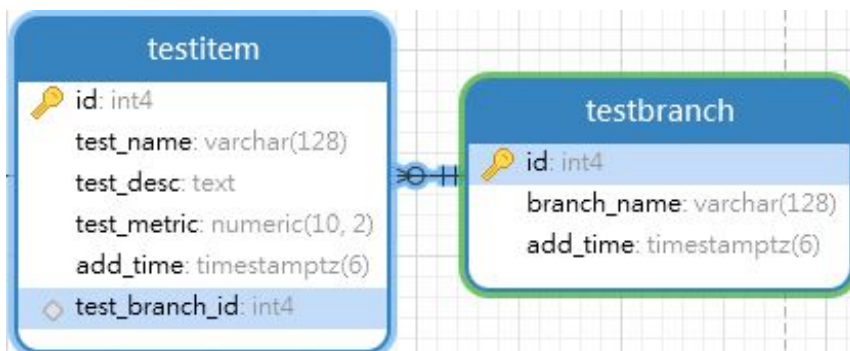 testitem
id: int4
test_name: varchar(128)
test_desc: text
test_metric: numeric(10, 2)
add_time: timestamptz(6)
test_branch_id: int4
testbranch
id: int4
branch_name: varchar(128)
add_time: timestamptz(6)